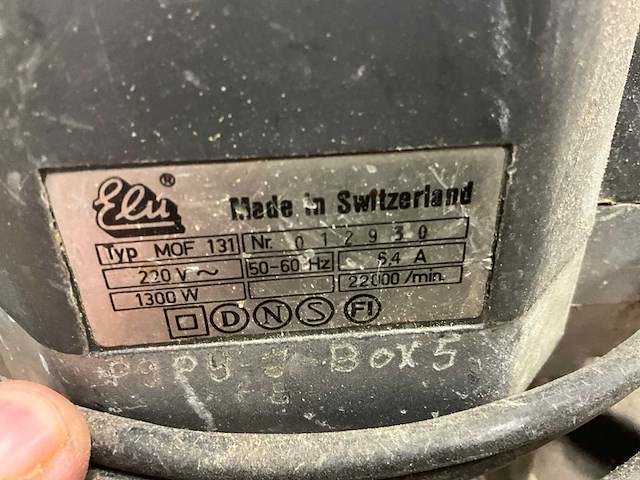 Elu ® Made in Switzerland
Typ MOF 131 Nr. 012930
220 V ~ 50-60 Hz 6.4 A
1300 W 22000/min.
D N S FI
BOX 5